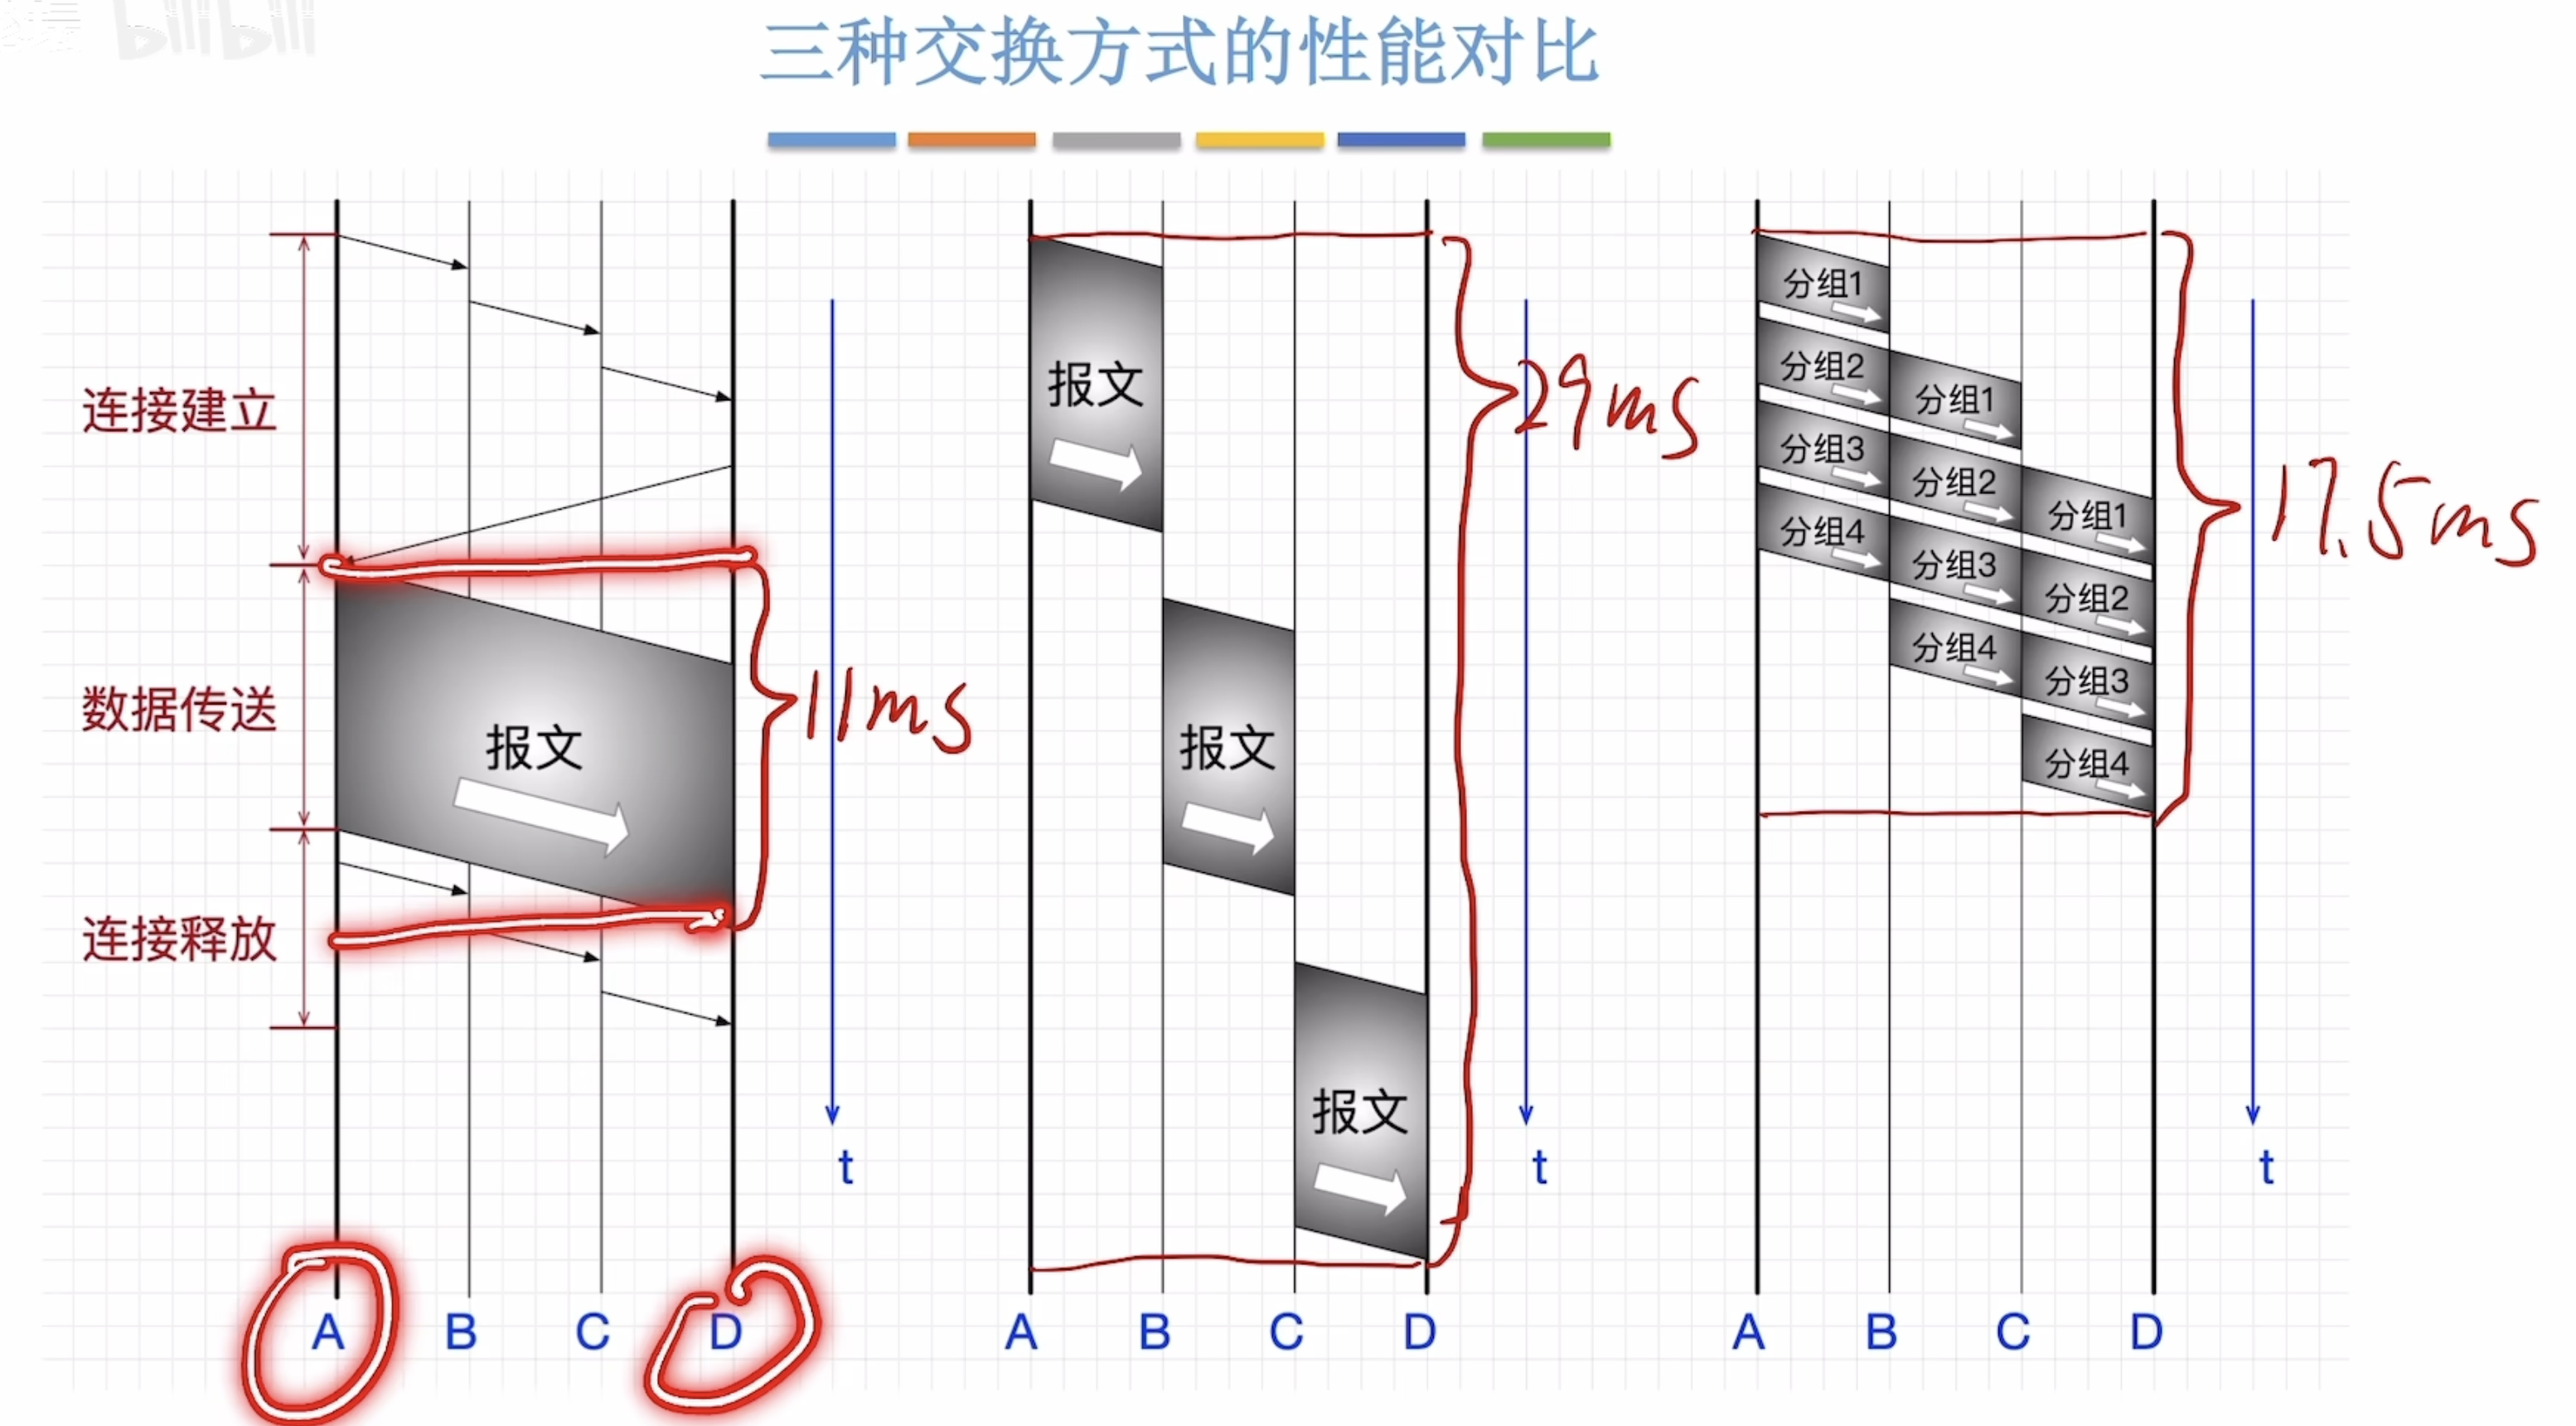 bilibili
三种交换方式的性能对比
连接建立
数据传送
连接释放
报文
11ms
t
A B C D
报文
报文
报文
29ms
t
A B C D
分组1
分组2 分组1
分组3 分组2 分组1
分组4 分组3 分组2
分组4 分组3
分组4
17.5ms
t
A B C D